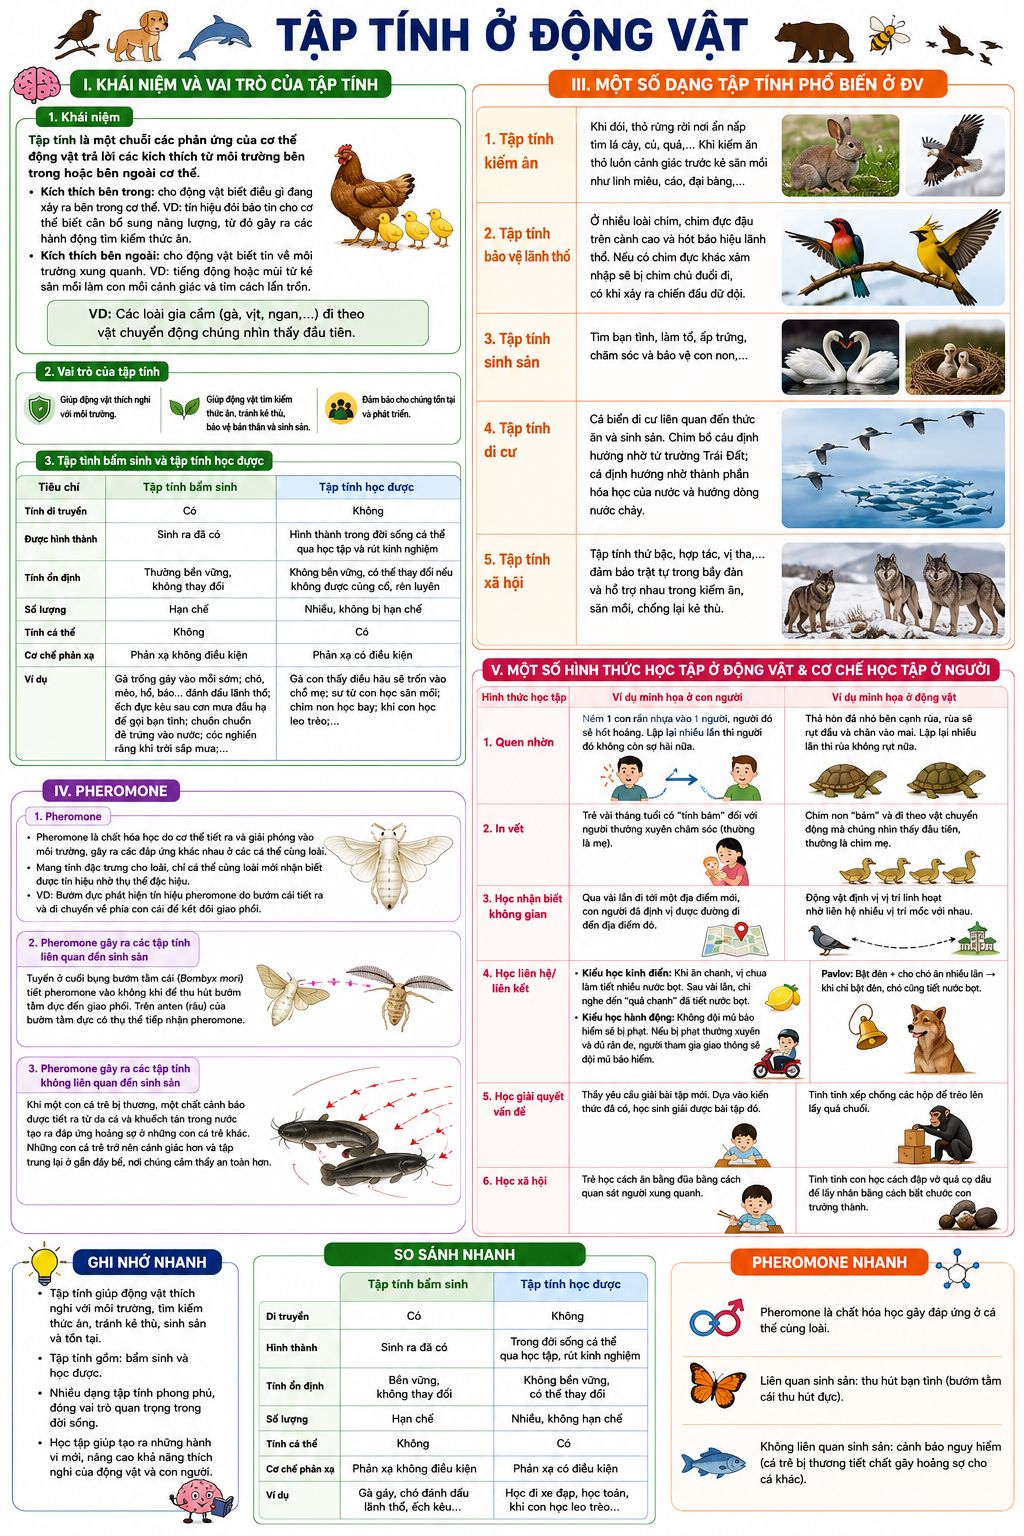 TẬP TÍNH Ở ĐỘNG VẬT
I. KHÁI NIỆM VÀ VAI TRÒ CỦA TẬP TÍNH
1. Khái niệm
Tập tính là một chuỗi các phản ứng của cơ thể
động vật trả lời các kích thích từ môi trường bên
trong hoặc bên ngoài cơ thể.
• Kích thích bên trong: cho động vật biết điều gì đang
xảy ra bên trong cơ thể. VD: tín hiệu đói báo tin cho cơ
thể biết cần bổ sung năng lượng, từ đó gây ra các
hành động tìm kiếm thức ăn.
• Kích thích bên ngoài: cho động vật biết tin về môi
trường xung quanh. VD: tiếng động hoặc mùi từ kẻ
săn mồi làm con mồi cảnh giác và tìm cách lẩn trốn.
VD: Các loài gia cầm (gà, vịt, ngan,...) đi theo
vật chuyển động chúng nhìn thấy đầu tiên.
2. Vai trò của tập tính
Giúp động vật thích nghi
với môi trường.
Giúp động vật tìm kiếm
thức ăn, tránh kẻ thù,
bảo vệ bản thân và sinh sản.
Đảm bảo cho chúng tồn tại
và phát triển.
3. Tập tình bẩm sinh và tập tính học được
Tiêu chí Tập tính bẩm sinh Tập tính học được
Tính di truyền Có Không
Được hình thành Sinh ra đã có Hình thành trong đời sống cá thể
qua học tập và rút kinh nghiệm
Tính ổn định Thường bền vững, không thay đổi Không bền vững, có thể thay đổi nếu
không được củng cố, rèn luyện
Số lượng Hạn chế Nhiều, không bị hạn chế
Tính cá thể Không Có
Cơ chế phản xạ Phản xạ không điều kiện Phản xạ có điều kiện
Ví dụ
Gà trống gáy vào mỗi sớm; chó,
mèo, hổ, báo... đánh dấu lãnh thổ;
ếch đực kêu sau cơn mưa đầu hạ
để gọi bạn tình; chuồn chuồn
đẻ trứng vào nước; cóc nghiến
răng khi trời sắp mưa;...
Gà con thấy diều hâu sẽ trốn vào
chỗ mẹ; sư tử con học săn mồi;
chim non học bay; khỉ con học
leo trèo;...
III. MỘT SỐ DẠNG TẬP TÍNH PHỔ BIẾN Ở ĐV
1. Tập tính
kiếm ăn
Khi đói, thỏ rừng rời nơi ẩn nấp
tìm lá cây, củ, quả,... Khi kiếm ăn
thỏ luôn cảnh giác trước kẻ săn mồi
như linh miêu, cáo, đại bàng,...
2. Tập tính
bảo vệ lãnh thổ
Ở nhiều loài chim, chim đực đậu
trên cành cao và hót báo hiệu lãnh
thổ. Nếu có chim đực khác xâm
nhập sẽ bị chim chủ đuổi đi,
có khi xảy ra chiến đấu dữ dội.
3. Tập tính
sinh sản
Tìm bạn tình, làm tổ, ấp trứng,
chăm sóc và bảo vệ con non,...
4. Tập tính
di cư
Cá biển di cư liên quan đến thức
ăn và sinh sản. Chim bồ câu định
hướng nhờ từ trường Trái Đất;
cá định hướng nhờ thành phần
hóa học của nước và hướng dòng
nước chảy.
5. Tập tính
xã hội
Tập tính thứ bậc, hợp tác, vị tha,...
đảm bảo trật tự trong bầy đàn
và hỗ trợ nhau trong kiếm ăn,
săn mồi, chống lại kẻ thù.
IV. PHEROMONE
1. Pheromone
• Pheromone là chất hóa học do cơ thể tiết ra và giải phóng vào
môi trường, gây ra các đáp ứng khác nhau ở các cá thể cùng loài.
• Mang tính đặc trưng cho loài, chỉ cá thể cùng loài mới nhận biết
được tín hiệu nhờ thụ thể đặc hiệu.
• VD: Bướm đực phát hiện tín hiệu pheromone do bướm cái tiết ra
và di chuyển về phía con cái để kết đôi giao phối.
2. Pheromone gây ra các tập tính
liên quan đến sinh sản
Tuyến ở cuối bụng bướm tằm cái (Bombyx mori)
tiết pheromone vào không khí để thu hút bướm
tằm đực đến giao phối. Trên anten (râu) của
bướm tằm đực có thụ thể tiếp nhận pheromone.
3. Pheromone gây ra các tập tính
không liên quan đến sinh sản
Khi một con cá trê bị thương, một chất cảnh báo
được tiết ra từ da cá và khuếch tán trong nước
tạo ra đáp ứng hoảng sợ ở những con cá trê khác.
Những con cá trê trở nên cảnh giác hơn và tập
trung lại ở gần đáy bể, nơi chúng cảm thấy an toàn hơn.
V. MỘT SỐ HÌNH THỨC HỌC TẬP Ở ĐỘNG VẬT & CƠ CHẾ HỌC TẬP Ở NGƯỜI
Hình thức học tập Ví dụ minh họa ở con người Ví dụ minh họa ở động vật
1. Quen nhờn
Ném 1 con rắn nhựa vào 1 người, người đó
sẽ hốt hoảng. Lập lại nhiều lần thì người
đó không còn sợ hãi nữa.
Thả hòn đá nhỏ bên cạnh rùa, rùa sẽ
rụt đầu và chân vào mai. Lặp lại nhiều
lần thì rùa không rụt nữa.
2. In vết
Trẻ vài tháng tuổi có “tính bám” đối với
người thường xuyên chăm sóc (thường
là mẹ).
Chim non “bám” và đi theo vật chuyển
động mà chúng nhìn thấy đầu tiên,
thường là chim mẹ.
3. Học nhận biết
không gian
Qua vài lần đi tới một địa điểm mới,
con người đã định vị được đường đi
đến địa điểm đó.
Động vật định vị vị trí linh hoạt
nhờ liên hệ nhiều vị trí mốc với nhau.
4. Học liên hệ/
liên kết
• Kiểu học kinh điển: Khi ăn chanh, vị chua
làm tiết nhiều nước bọt. Sau vài lần, chỉ
nghe đến “quả chanh” đã tiết nước bọt.
• Kiểu học hành động: Không đội mũ bảo
hiểm sẽ bị phạt. Nếu bị phạt thường xuyên
và đủ răn đe, người tham gia giao thông sẽ
đội mũ bảo hiểm.
Pavlov: Bật đèn + cho chó ăn nhiều lần →
khi chỉ bật đèn, chó cũng tiết nước bọt.
5. Học giải quyết
vấn đề
Thầy yêu cầu giải bài tập mới. Dựa vào kiến
thức đã có, học sinh giải được bài tập đó.
Tinh tinh xếp chồng các hộp để trèo lên
lấy quả chuối.
6. Học xã hội
Trẻ học cách ăn bằng đũa bằng cách
quan sát người xung quanh.
Tinh tinh con học cách đập vỡ quả cọ dầu
để lấy nhân bằng cách bắt chước con
trưởng thành.
GHI NHỚ NHANH
• Tập tính giúp động vật thích
nghi với môi trường, tìm kiếm
thức ăn, tránh kẻ thù, sinh sản
và tồn tại.
• Tập tính gồm: bẩm sinh và
học được.
• Nhiều dạng tập tính phong phú,
đóng vai trò quan trọng trong
đời sống.
• Học tập giúp tạo ra những hành
vi mới, nâng cao khả năng thích
nghi của động vật và con người.
SO SÁNH NHANH
Tập tính bẩm sinh Tập tính học được
Di truyền Có Không
Hình thành Sinh ra đã có Trong đời sống cá thể
qua học tập, rút kinh nghiệm
Tính ổn định Bền vững, không thay đổi Không bền vững, có thể thay đổi
Số lượng Hạn chế Nhiều, không hạn chế
Tính cá thể Không Có
Cơ chế phản xạ Phản xạ không điều kiện Phản xạ có điều kiện
Ví dụ Gà gáy, chó đánh dấu
lãnh thổ, ếch kêu...
Học đi xe đạp, học toán,
khỉ con học leo trèo...
PHEROMONE NHANH
Pheromone là chất hóa học gây đáp ứng ở cá
thể cùng loài.
Liên quan sinh sản: thu hút bạn tình (bướm tằm
cái thu hút đực).
Không liên quan sinh sản: cảnh báo nguy hiểm
(cá trê bị thương tiết chất gây hoảng sợ cho
cá khác).